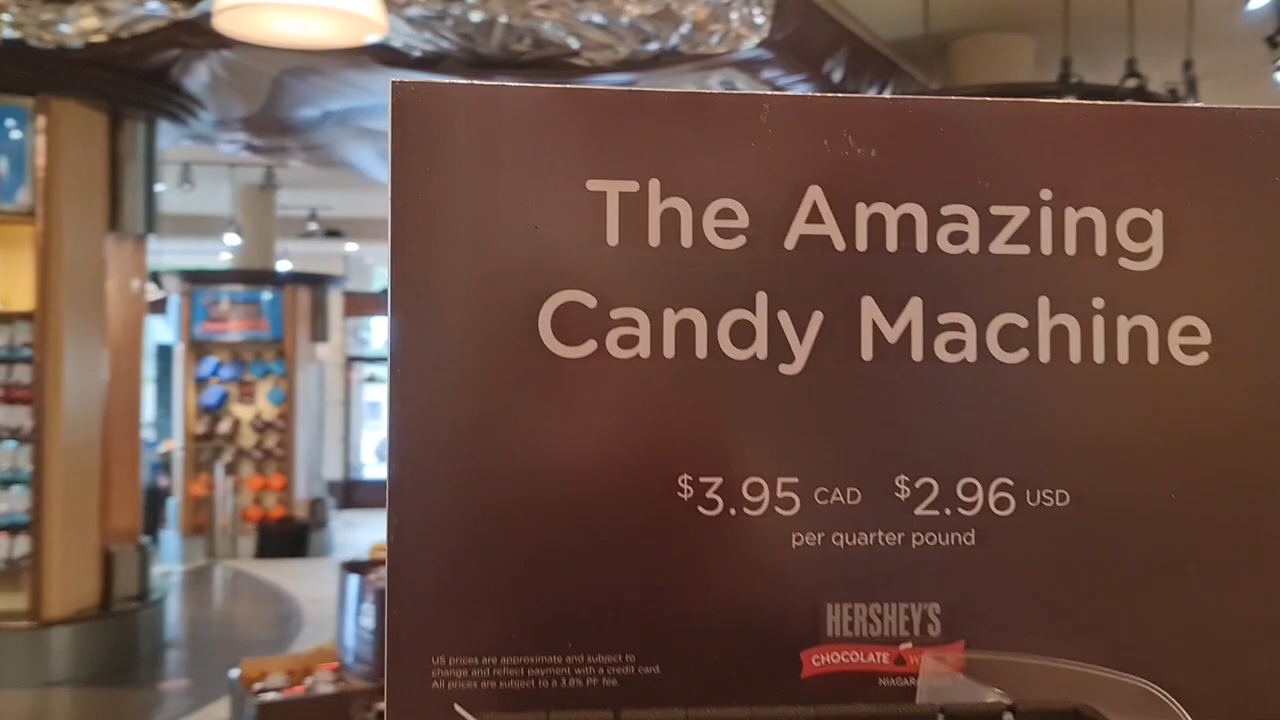 The Amazing
Candy Machine
$3.95 CAD $2.96 USD
per quarter pound
HERSHEY'S
CHOCOLATE
US prices are approximate and subject to
change and reflect payment with a credit card.
All prices are subject to a 3.8% PF fee.